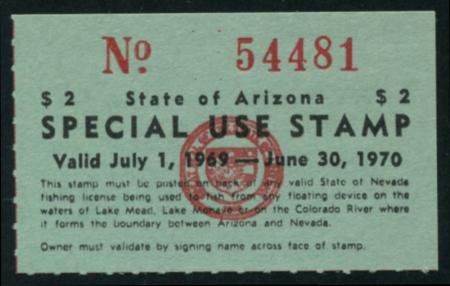 Nº 54481
$ 2 State of Arizona $ 2
SPECIAL USE STAMP
Valid July 1, 1969 — June 30, 1970
This stamp must be posted on back of any valid State of Nevada
fishing license being used to fish from any floating device on the
waters of Lake Mead, Lake Mohave or on the Colorado River where
it forms the boundary between Arizona and Nevada.
Owner must validate by signing name across face of stamp.